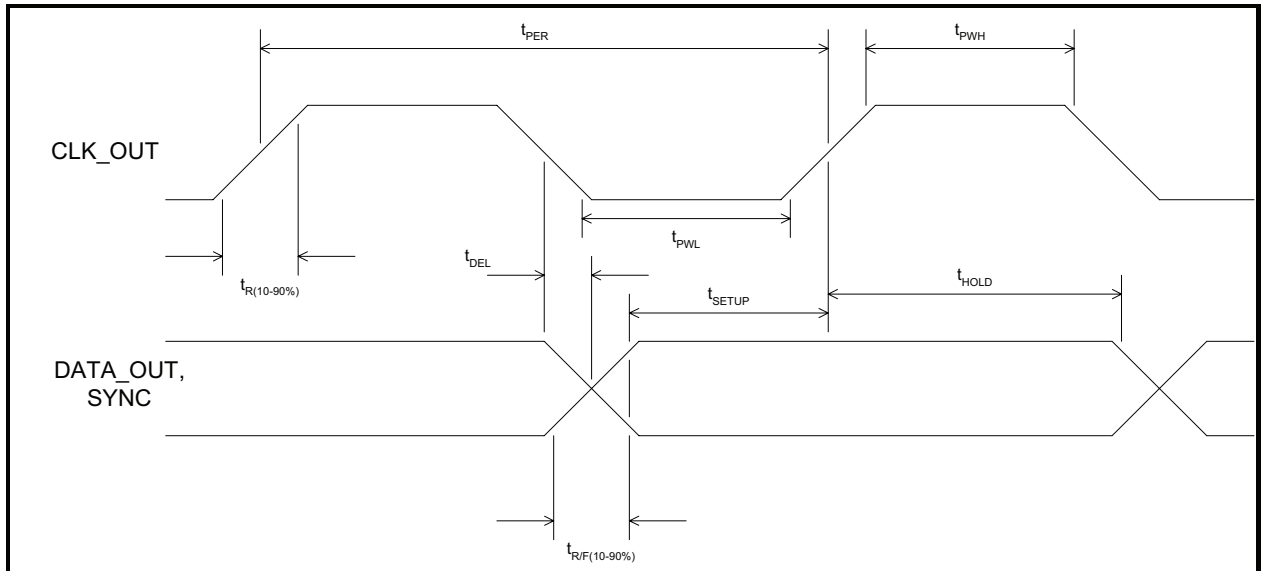 tPER
tPWH
CLK_OUT
tPWL
tDEL
tR(10-90%)
tSETUP
tHOLD
DATA_OUT,
SYNC
tR/F(10-90%)